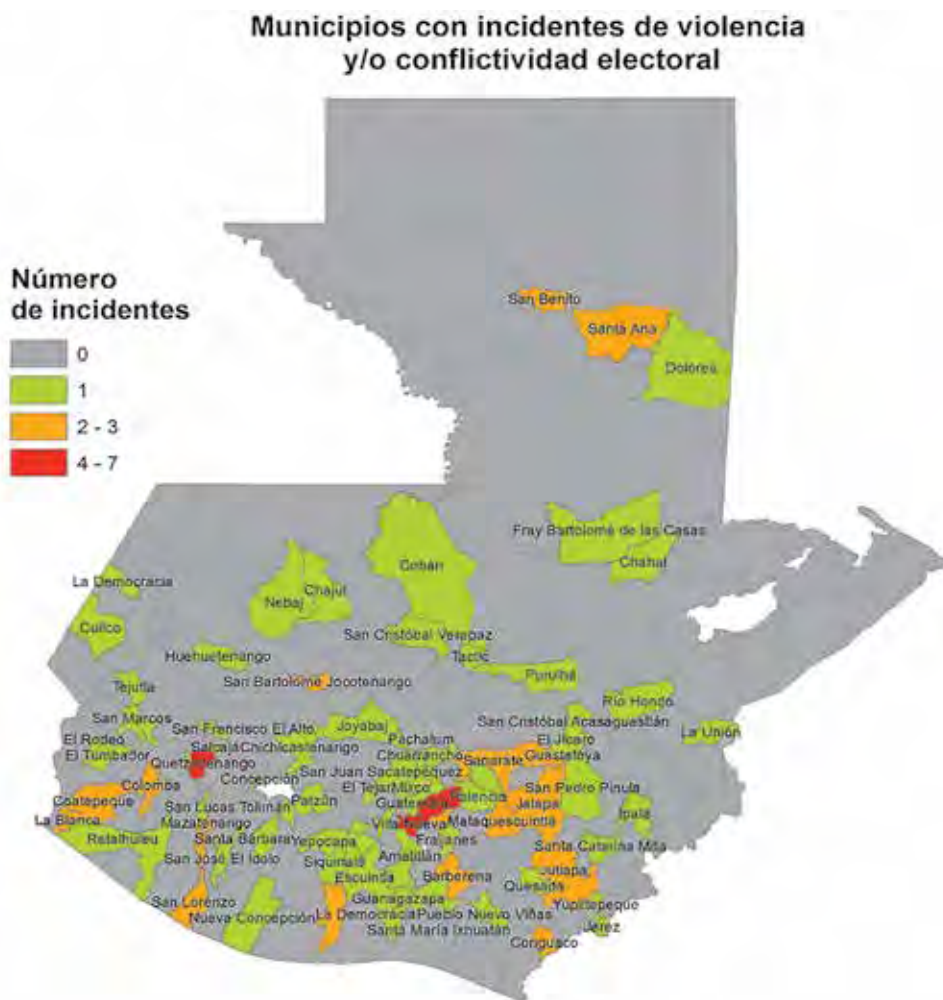 Municipios con incidentes de violencia
y/o conflictividad electoral
Número
de incidentes
0
1
2 - 3
4 - 7
San Benito
Santa Ana
Dolores
Fray Bartolomé de las Casas
Chahal
Cobán
La Democracia
Chajul
Nebaj
Cuilco
San Cristóbal Verapaz
Huehuetenango
Tactic
Purulhá
San Bartolomé Jocotenango
Tejutla
Río Hondo
San Marcos
San Francisco El Alto
Joyabaj
San Cristóbal Acasaguastlán
La Unión
El Rodeo
Pachalum
El Jícaro
El Tumbador
Salcajá
Chichicastenango
Chuarrancho
Sanarate
Guastatoya
Quetzaltenango
Concepción
San Juan Sacatepéquez
Colomba
El Tejar
Mixco
Palencia
San Pedro Pinula
Coatepeque
San Lucas Tolimán
Patzún
Guatemala
Jalapa
La Blanca
Mazatenango
Villa Nueva
Mataquescuintla
Ipala
Retalhuleu
Santa Bárbara
Yepocapa
Fraijanes
Santa Catarina Mita
San José El Ídolo
Siquinalá
Amatitlán
Jutiapa
Escuintla
Barberena
Quesada
San Lorenzo
Guanagazapa
Yupiltepeque
Nueva Concepción
La Democracia
Pueblo Nuevo Viñas
Santa María Ixhuatán
Jerez
Conguaco